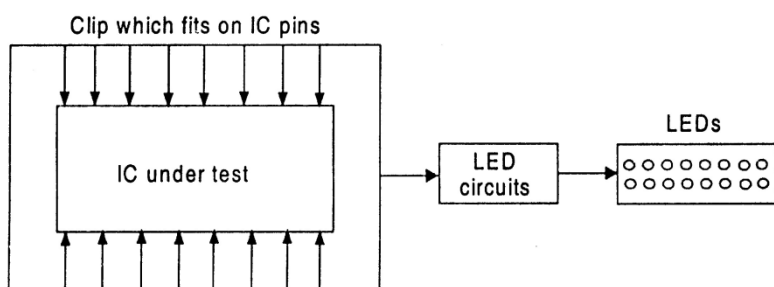 Clip which fits on IC pins
IC under test
LED
circuits
LEDs